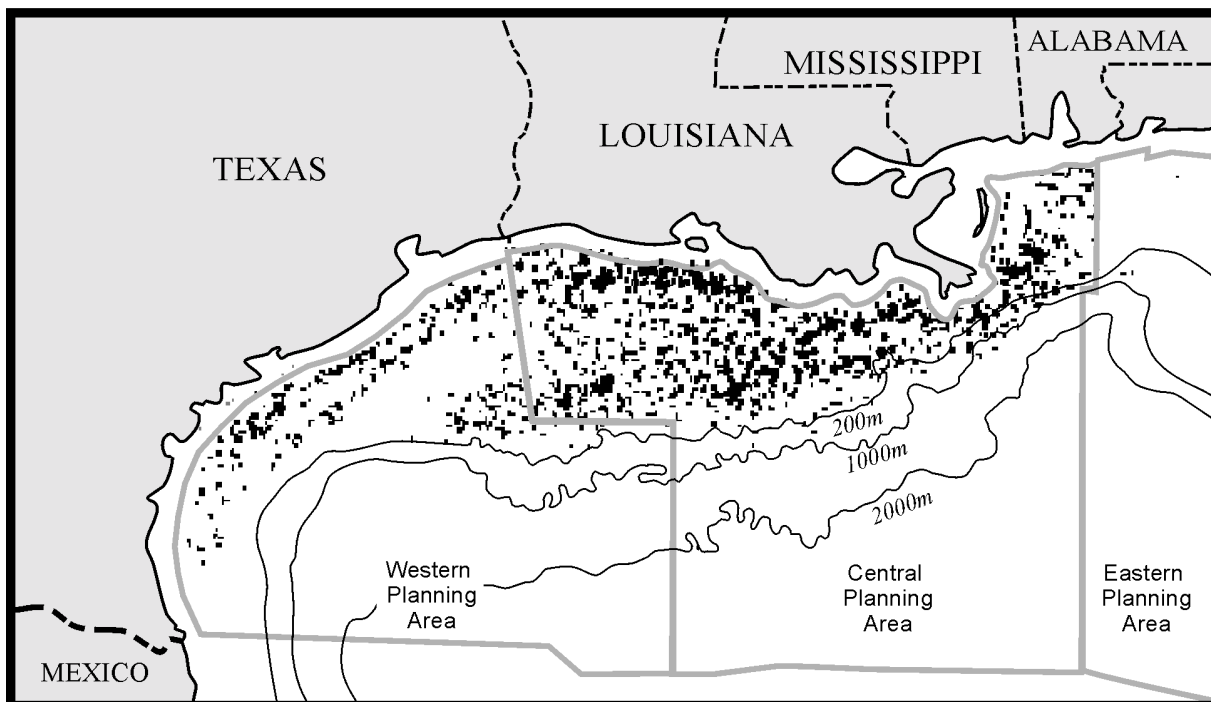 ALABAMA
MISSISSIPPI
LOUISIANA
TEXAS
200m
1000m
2000m
Western
Planning
Area
Central
Planning
Area
Eastern
Planning
Area
MEXICO